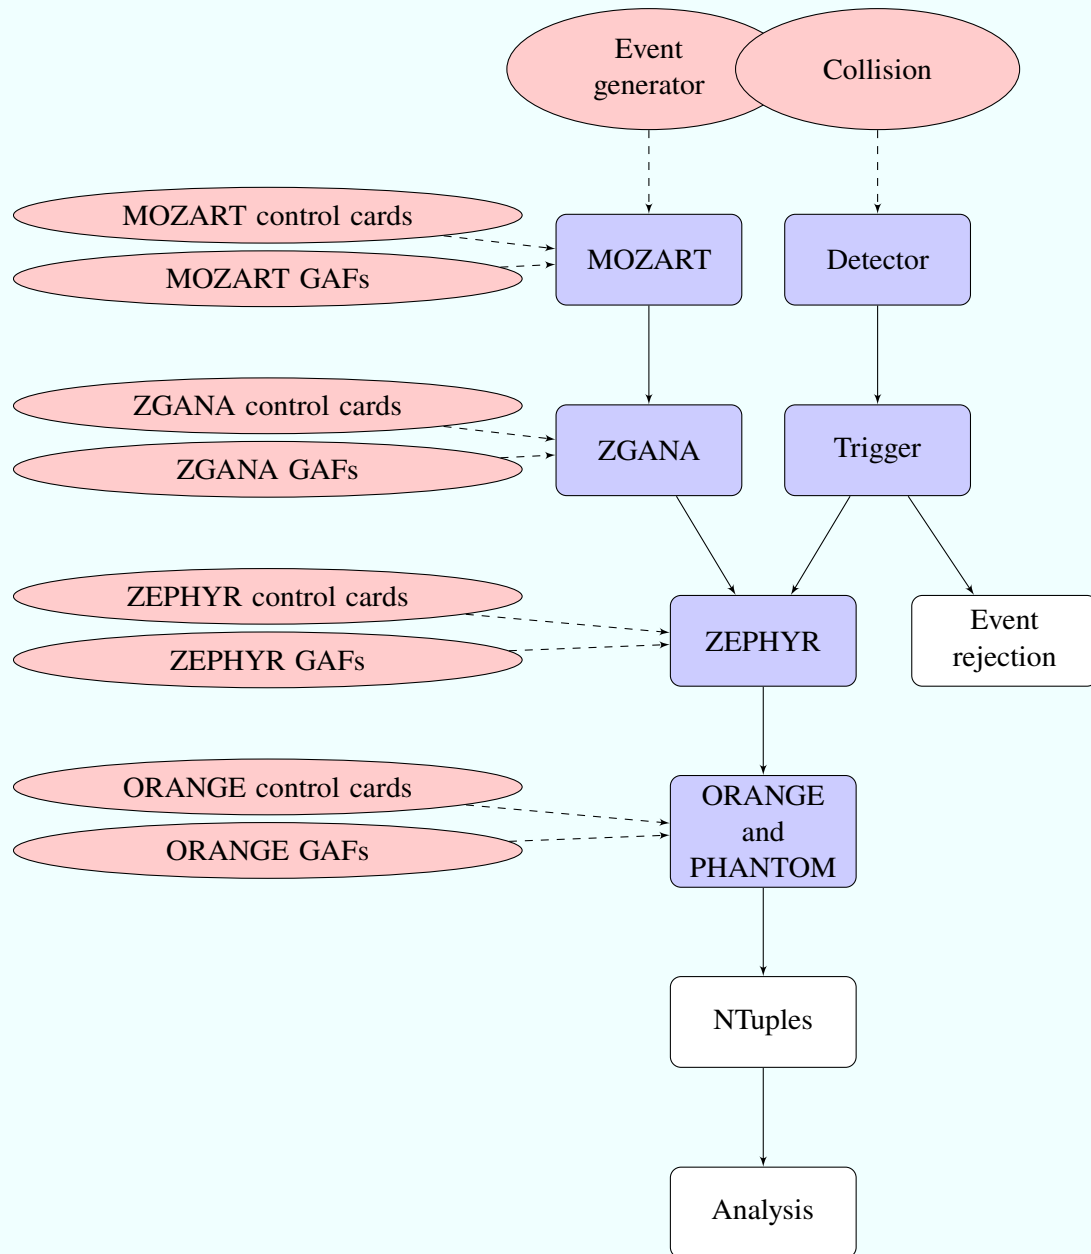 Event
generator
Collision
MOZART control cards
MOZART GAFs
MOZART
Detector
ZGANA control cards
ZGANA GAFs
ZGANA
Trigger
ZEPHYR control cards
ZEPHYR GAFs
ZEPHYR
Event
rejection
ORANGE control cards
ORANGE GAFs
ORANGE
and
PHANTOM
NTuples
Analysis